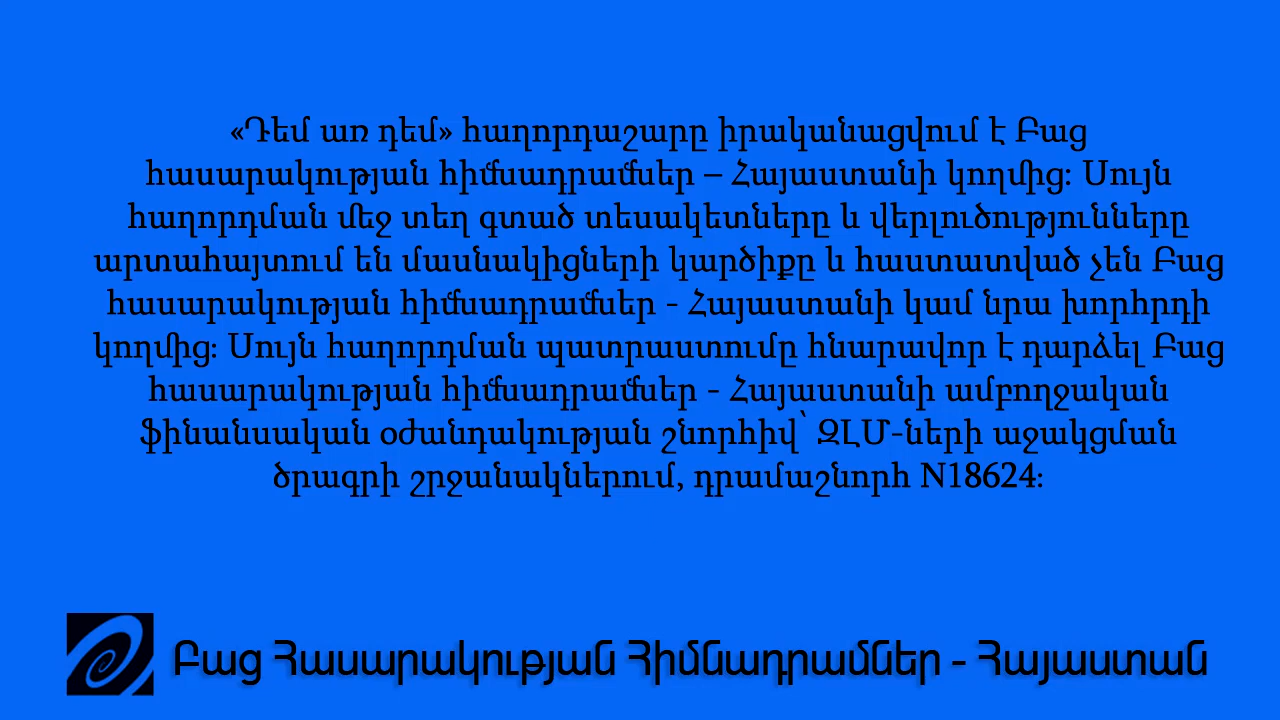 «Դեմ առ դեմ» հաղորդաշարը իրականացվում է Բաց
հասարակության հիմնադրամներ – Հայաստանի կողմից։ Սույն
հաղորդման մեջ տեղ գտած տեսակետները և վերլուծությունները
արտահայտում են մասնակիցների կարծիքը և հաստատված չեն Բաց
հասարակության հիմնադրամներ - Հայաստանի կամ նրա խորհրդի
կողմից։ Սույն հաղորդման պատրաստումը հնարավոր է դարձել Բաց
հասարակության հիմնադրամներ - Հայաստանի ամբողջական
ֆինանսական օժանդակության շնորհիվ՝ ԶԼՄ-ների աջակցման
ծրագրի շրջանակներում, դրամաշնորհ N18624։
Բաց Հասարակության Հիմնադրամներ - Հայաստան